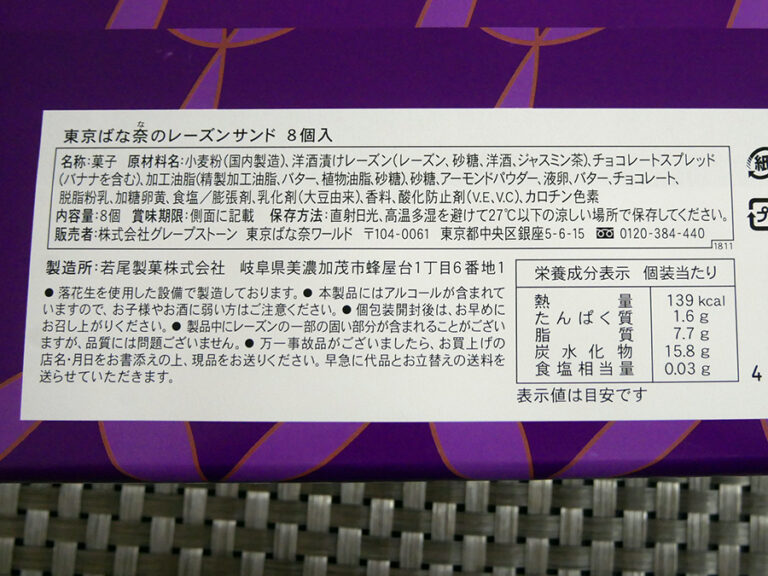 東京ばな奈のレーズンサンド 8個入
な
名称:菓子 原材料名:小麦粉(国内製造)、洋酒漬けレーズン(レーズン、砂糖、洋酒、ジャスミン茶)、チョコレートスプレッド
(バナナを含む)、加工油脂(精製加工油脂、バター、植物油脂、砂糖)、砂糖、アーモンドパウダー、液卵、バター、チョコレート、
脱脂粉乳、加糖卵黄、食塩/膨張剤、乳化剤(大豆由来)、香料、酸化防止剤(V.E、V.C)、カロチン色素
内容量:8個 賞味期限:側面に記載 保存方法:直射日光、高温多湿を避けて27℃以下の涼しい場所で保存してください。
販売者:株式会社グレープストーン 東京ばな奈ワールド 〒104-0061 東京都中央区銀座5-6-15 0120-384-440
1811
製造所:若尾製菓株式会社 岐阜県美濃加茂市蜂屋台1丁目6番地1
● 落花生を使用した設備で製造しております。● 本製品にはアルコールが含まれて
いますので、お子様やお酒に弱い方はご注意ください。● 個包装開封後は、お早めに
お召し上がりください。● 製品中にレーズンの一部の固い部分が含まれることがござい
ますが、品質には問題ございません。● 万一事故品がございましたら、お買上げの
店名・月日をお書添えの上、現品をお送りください。早急に代品とお立替えの送料を
送らせていただきます。
栄養成分表示 個装当たり
熱量 139 kcal
たんぱく質 1.6 g
脂質 7.7 g
炭水化物 15.8 g
食塩相当量 0.03 g
表示値は目安です
紙
プ
4